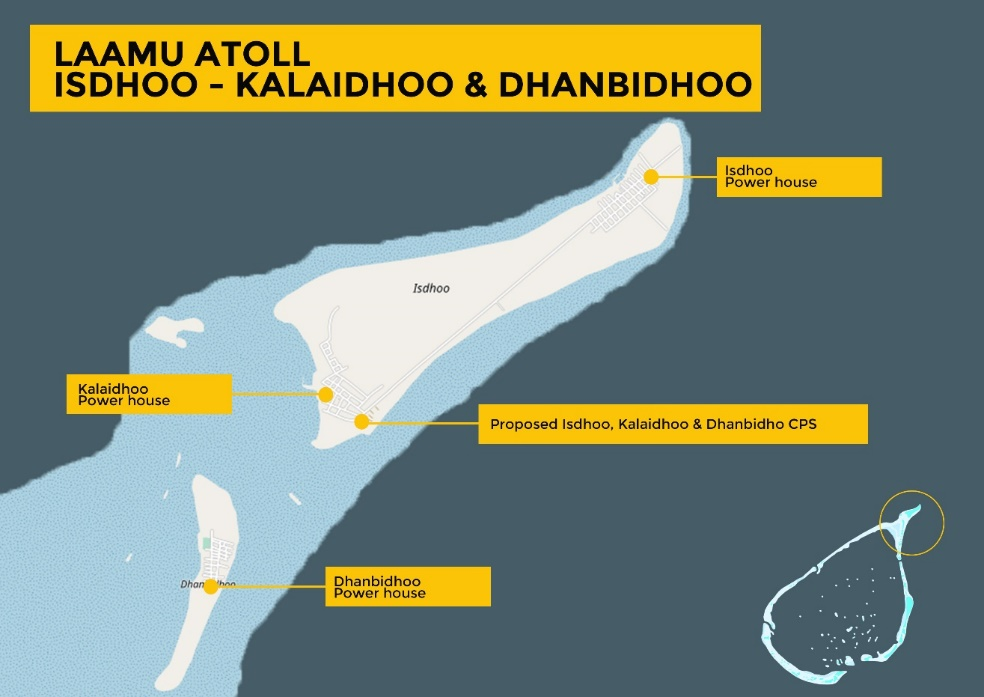 LAAMU ATOLL
ISDHOO - KALAIDHOO & DHANBIDHOO
Isdhoo
Power house
Isdhoo
Kalaidhoo
Power house
Proposed Isdhoo, Kalaidhoo & Dhanbidho CPS
Dhanbidhoo
Power house